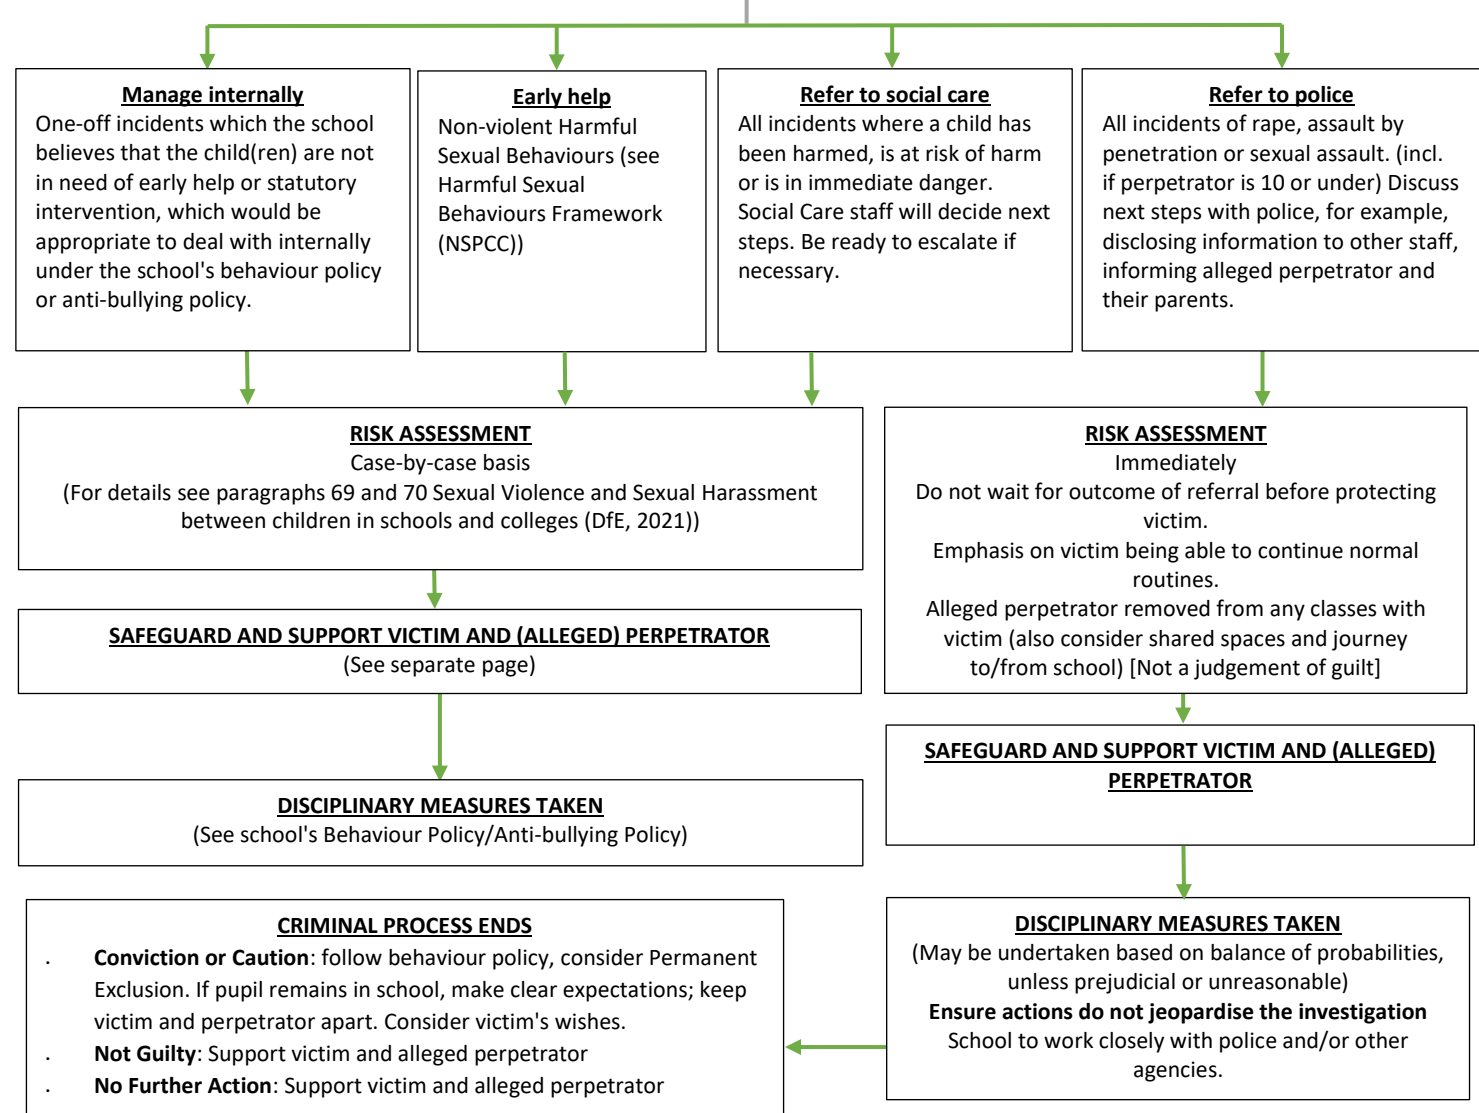 Manage internally
One-off incidents which the school
believes that the child(ren) are not
in need of early help or statutory
intervention, which would be
appropriate to deal with internally
under the school's behaviour policy
or anti-bullying policy.
Early help
Non-violent Harmful
Sexual Behaviours (see
Harmful Sexual
Behaviours Framework
(NSPCC))
Refer to social care
All incidents where a child has
been harmed, is at risk of harm
or is in immediate danger.
Social Care staff will decide next
steps. Be ready to escalate if
necessary.
Refer to police
All incidents of rape, assault by
penetration or sexual assault. (incl.
if perpetrator is 10 or under) Discuss
next steps with police, for example,
disclosing information to other staff,
informing alleged perpetrator and
their parents.
RISK ASSESSMENT
Case-by-case basis
(For details see paragraphs 69 and 70 Sexual Violence and Sexual Harassment
between children in schools and colleges (DfE, 2021))
RISK ASSESSMENT
Immediately
Do not wait for outcome of referral before protecting
victim.
Emphasis on victim being able to continue normal
routines.
Alleged perpetrator removed from any classes with
victim (also consider shared spaces and journey
to/from school) [Not a judgement of guilt]
SAFEGUARD AND SUPPORT VICTIM AND (ALLEGED) PERPETRATOR
(See separate page)
SAFEGUARD AND SUPPORT VICTIM AND (ALLEGED)
PERPETRATOR
DISCIPLINARY MEASURES TAKEN
(See school's Behaviour Policy/Anti-bullying Policy)
DISCIPLINARY MEASURES TAKEN
(May be undertaken based on balance of probabilities,
unless prejudicial or unreasonable)
Ensure actions do not jeopardise the investigation
School to work closely with police and/or other
agencies.
CRIMINAL PROCESS ENDS
. Conviction or Caution: follow behaviour policy, consider Permanent
Exclusion. If pupil remains in school, make clear expectations; keep
victim and perpetrator apart. Consider victim's wishes.
. Not Guilty: Support victim and alleged perpetrator
. No Further Action: Support victim and alleged perpetrator